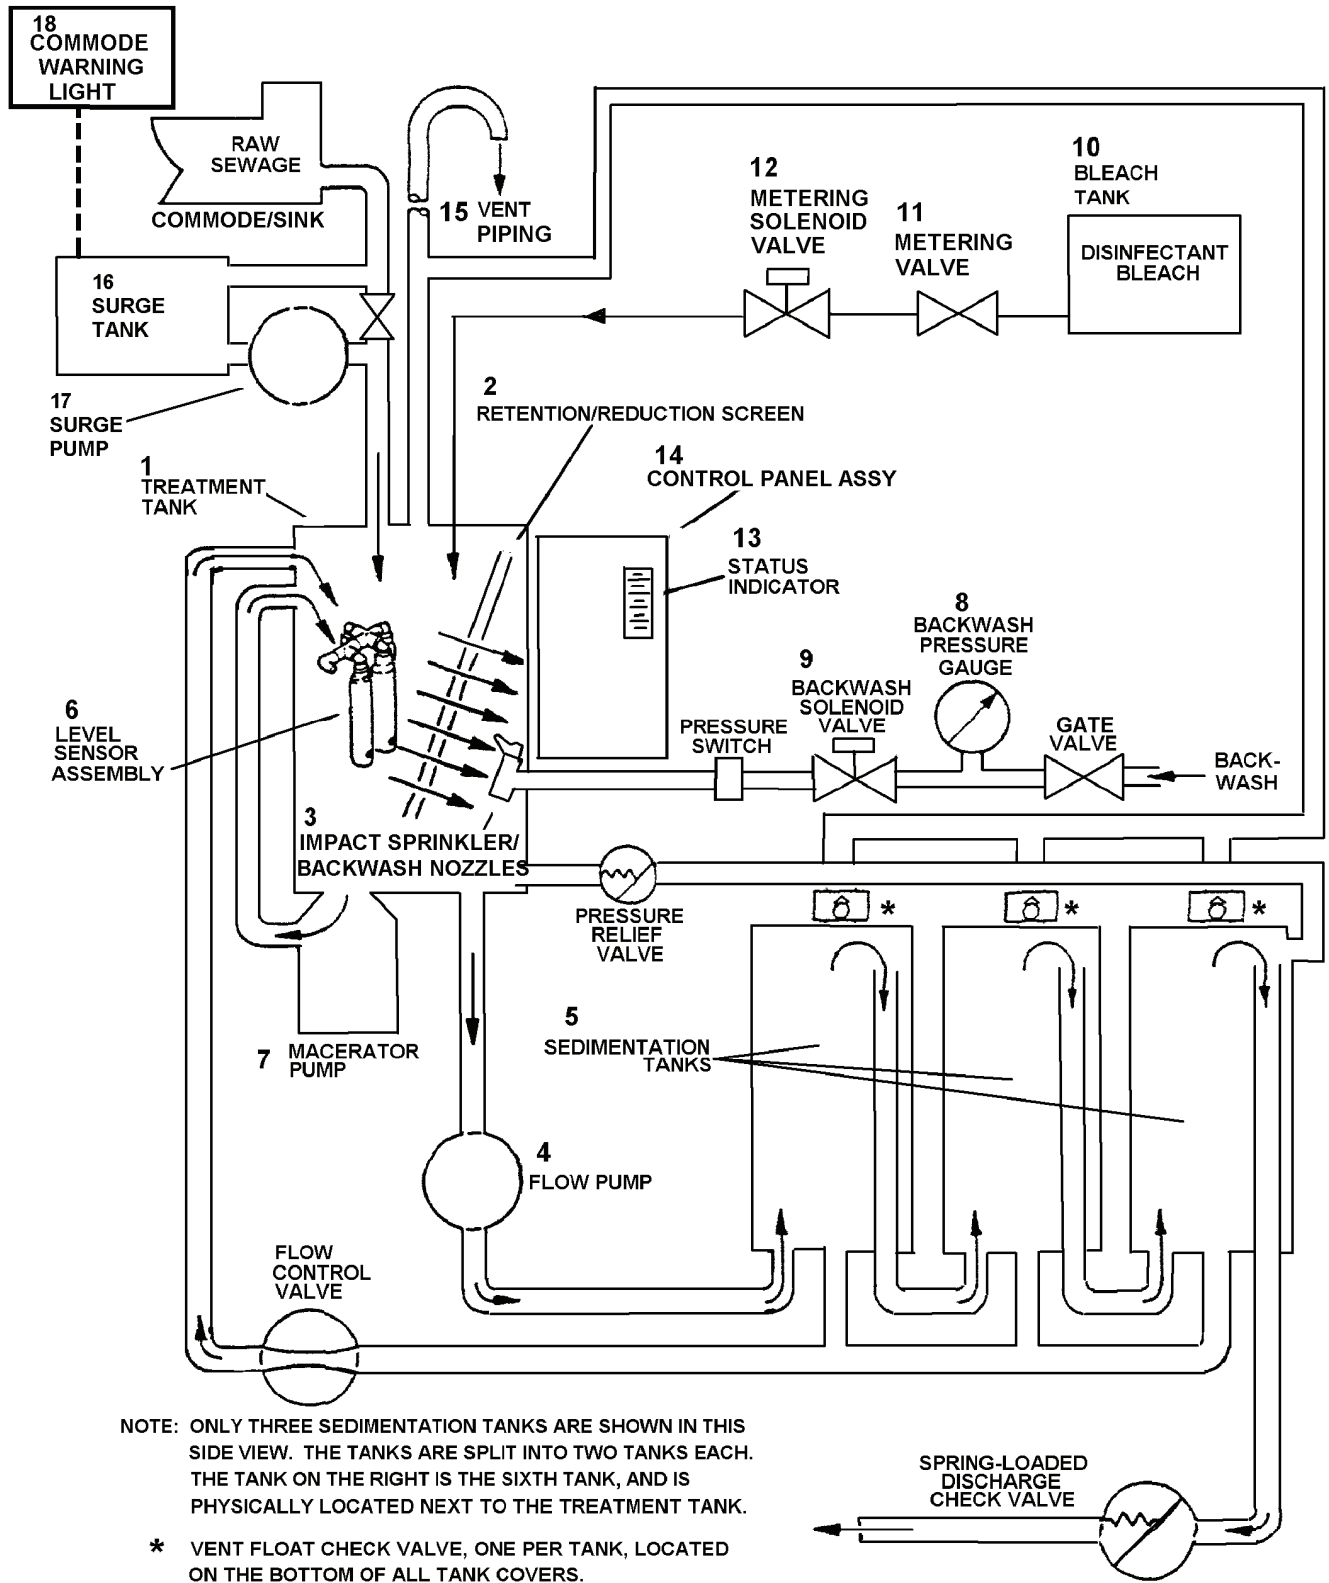 18
COMMODE
WARNING
LIGHT
RAW
SEWAGE
COMMODE/SINK
15 VENT
PIPING
12
METERING
SOLENOID
VALVE
11
METERING
VALVE
10
BLEACH
TANK
DISINFECTANT
BLEACH
16
SURGE
TANK
17
SURGE
PUMP
2
RETENTION/REDUCTION SCREEN
14
CONTROL PANEL ASSY
1
TREATMENT
TANK
13
STATUS
INDICATOR
8
BACKWASH
PRESSURE
GAUGE
9
BACKWASH
SOLENOID
VALVE
6
LEVEL
SENSOR
ASSEMBLY
PRESSURE
SWITCH
GATE
VALVE
BACK-
WASH
3
IMPACT SPRINKLER/
BACKWASH NOZZLES
PRESSURE
RELIEF
VALVE
*
*
*
5
SEDIMENTATION
TANKS
7 MACERATOR
PUMP
4
FLOW PUMP
FLOW
CONTROL
VALVE
NOTE: ONLY THREE SEDIMENTATION TANKS ARE SHOWN IN THIS
SIDE VIEW. THE TANKS ARE SPLIT INTO TWO TANKS EACH.
THE TANK ON THE RIGHT IS THE SIXTH TANK, AND IS
PHYSICALLY LOCATED NEXT TO THE TREATMENT TANK.
* VENT FLOAT CHECK VALVE, ONE PER TANK, LOCATED
ON THE BOTTOM OF ALL TANK COVERS.
SPRING-LOADED
DISCHARGE
CHECK VALVE